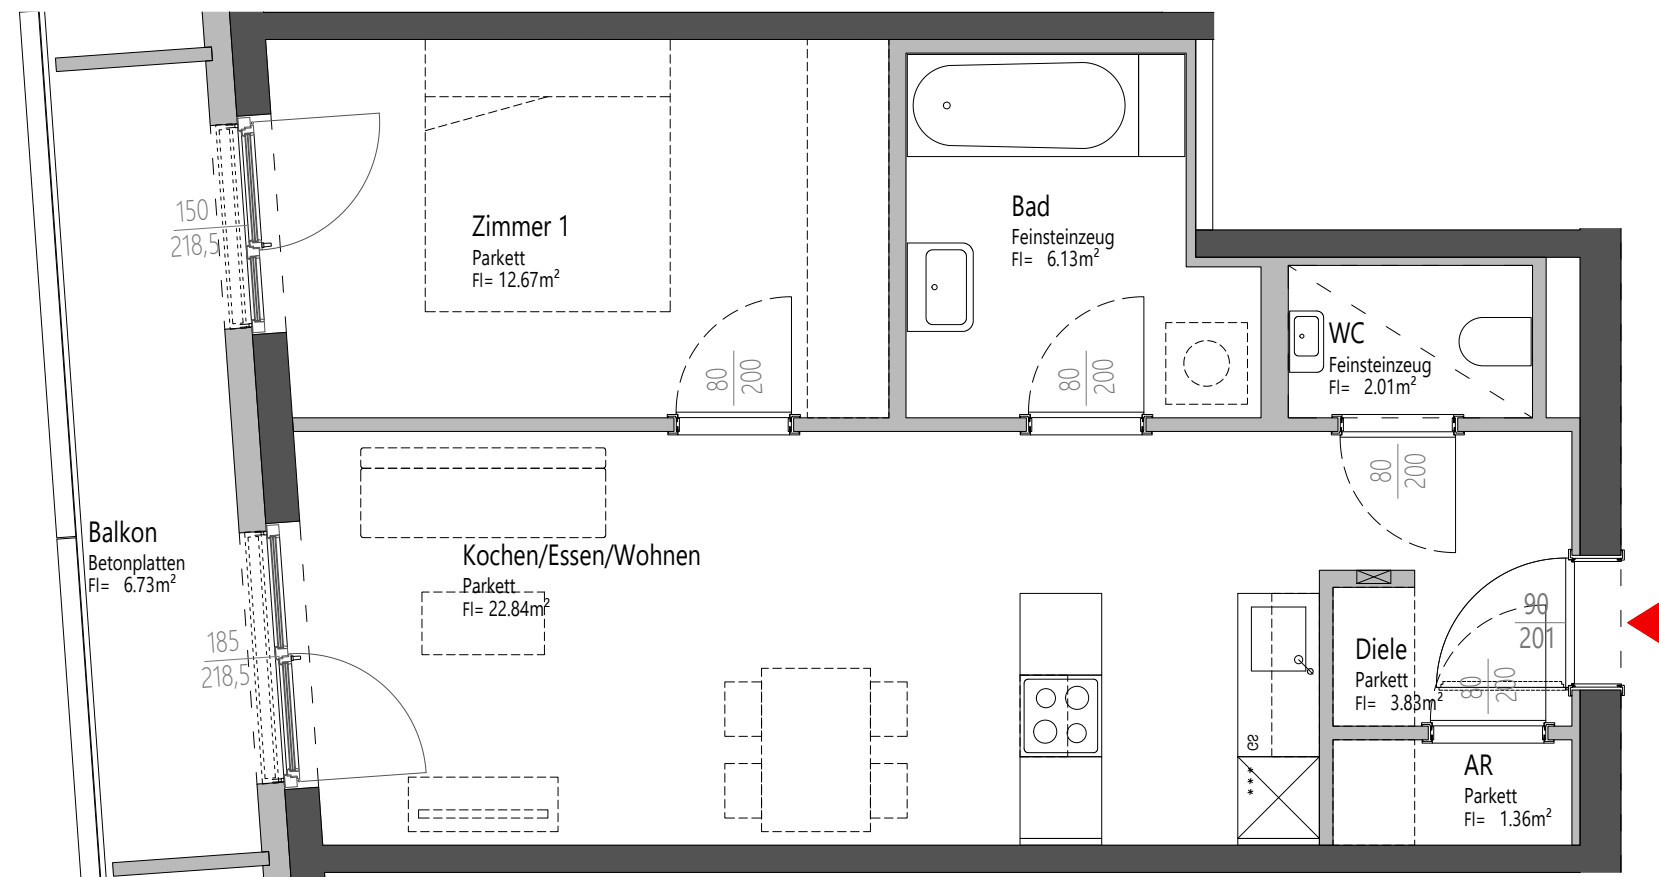 Zimmer 1
Parkett
Fl= 12.67m²
150
218,5
80
200
Bad
Feinsteinzeug
Fl= 6.13m²
80
200
WC
Feinsteinzeug
Fl= 2.01m²
80
200
Balkon
Betonplatten
Fl= 6.73m²
185
218,5
Kochen/Essen/Wohnen
Parkett
Fl= 22.84m²
GS
***
Diele
Parkett
Fl= 3.83m²
90
201
80
200
AR
Parkett
Fl= 1.36m²